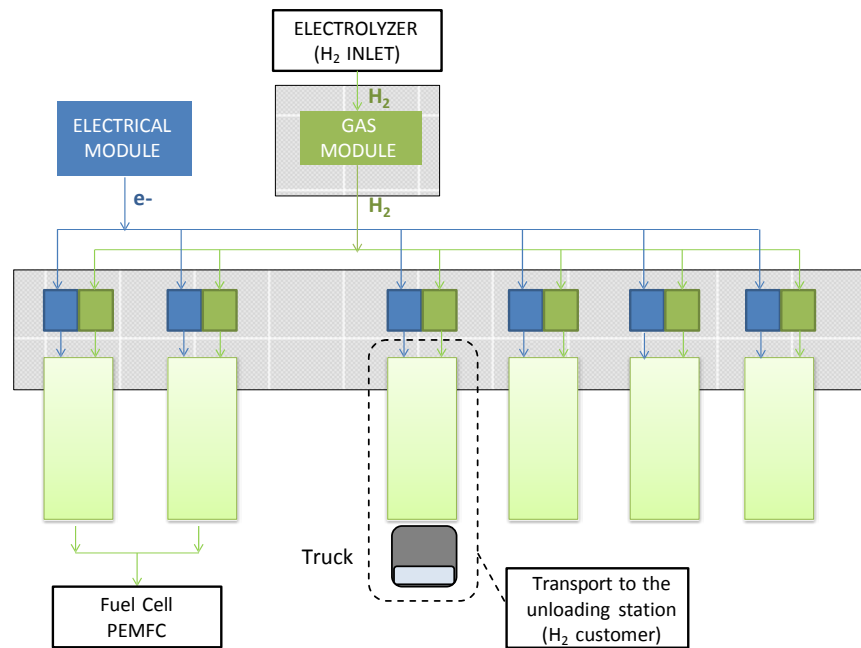 ELECTROLYZER
(H₂ INLET)
H₂
ELECTRICAL
MODULE
GAS
MODULE
e-
H₂
Truck
Fuel Cell
PEMFC
Transport to the
unloading station
(H₂ customer)